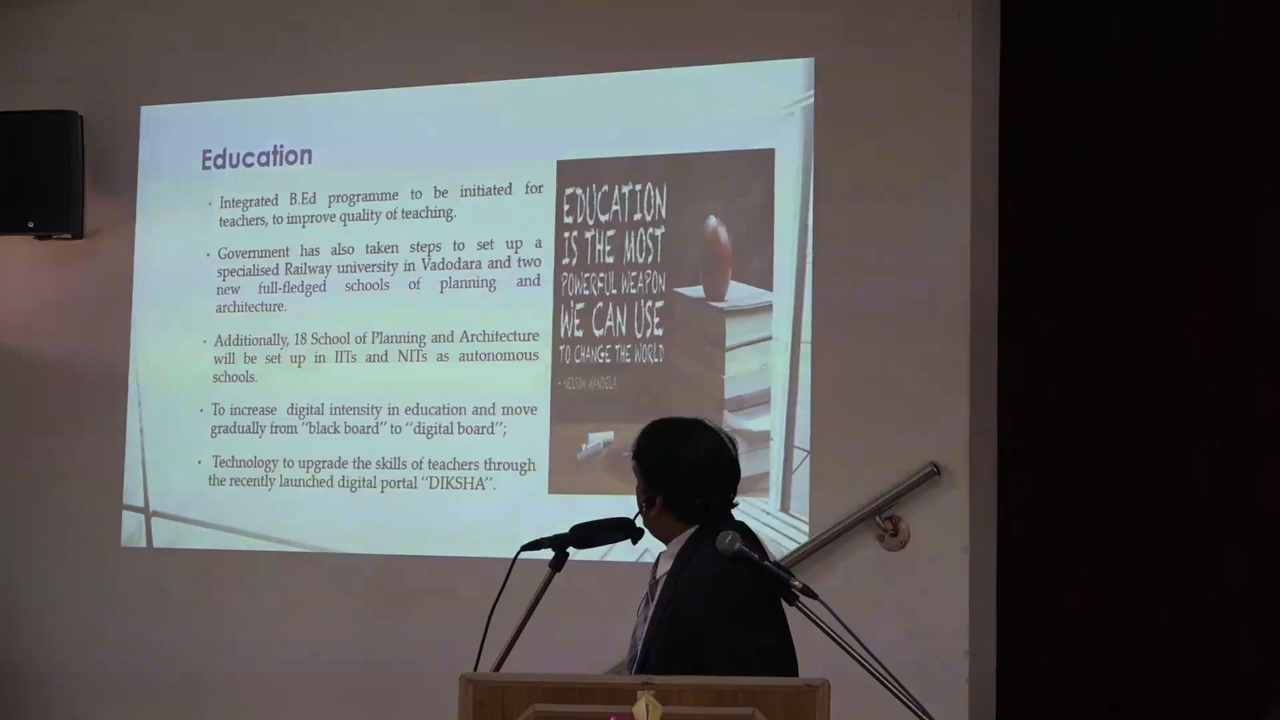 Education
· Integrated B.Ed programme to be initiated for
teachers, to improve quality of teaching.
· Government has also taken steps to set up a
specialised Railway university in Vadodara and two
new full-fledged schools of planning and
architecture.
· Additionally, 18 School of Planning and Architecture
will be set up in IITs and NITs as autonomous
schools.
· To increase digital intensity in education and move
gradually from "black board" to "digital board";
· Technology to upgrade the skills of teachers through
the recently launched digital portal "DIKSHA".
EDUCATION
IS THE MOST
POWERFUL WEAPON
WE CAN USE
TO CHANGE THE WORLD
- NELSON MANDELA